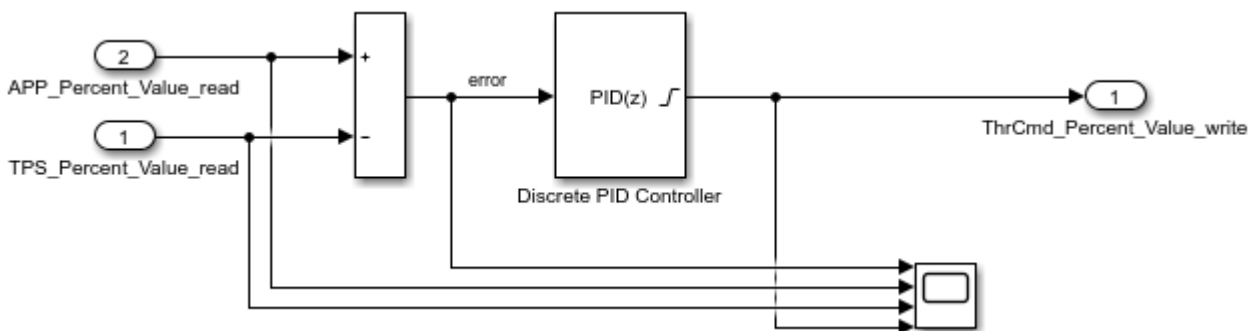 2
+
APP_Percent_Value_read
error
PID(z)
1
ThrCmd_Percent_Value_write
1
−
TPS_Percent_Value_read
Discrete PID Controller